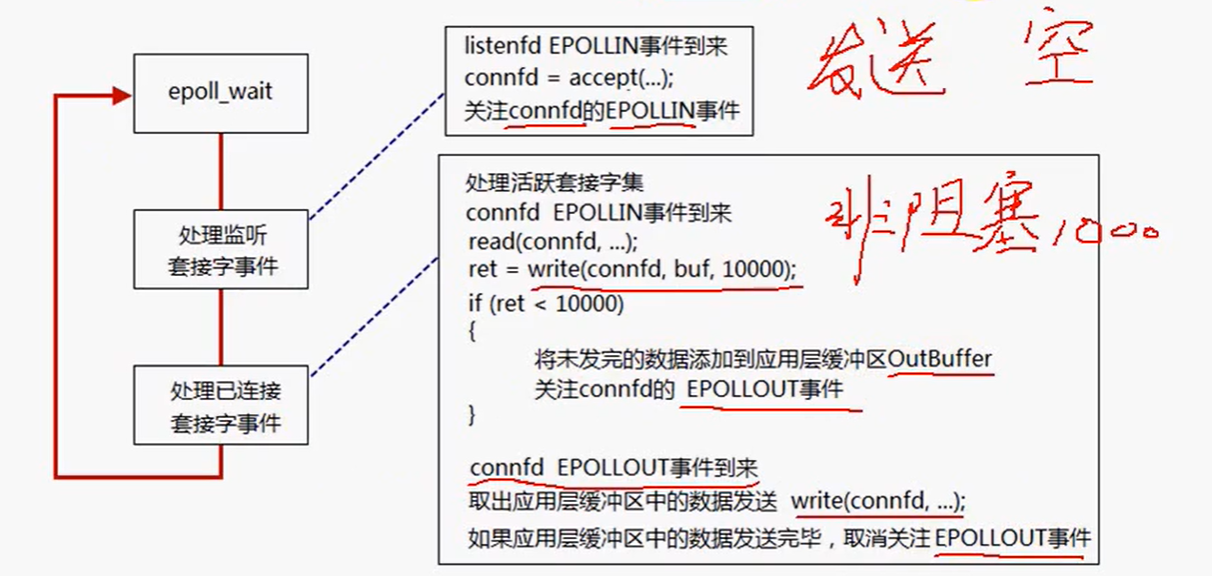 epoll_wait
处理监听
套接字事件
处理已连接
套接字事件
listenfd EPOLLIN事件到来
connfd = accept(...);
关注connfd的EPOLLIN事件
发送 空
处理活跃套接字集
connfd EPOLLIN事件到来
read(connfd, ...);
ret = write(connfd, buf, 10000);
if (ret < 10000)
{
将未发完的数据添加到应用层缓冲区OutBuffer
关注connfd的 EPOLLOUT事件
}
connfd EPOLLOUT事件到来
取出应用层缓冲区中的数据发送 write(connfd, ...);
如果应用层缓冲区中的数据发送完毕，取消关注EPOLLOUT事件
非阻塞,1000